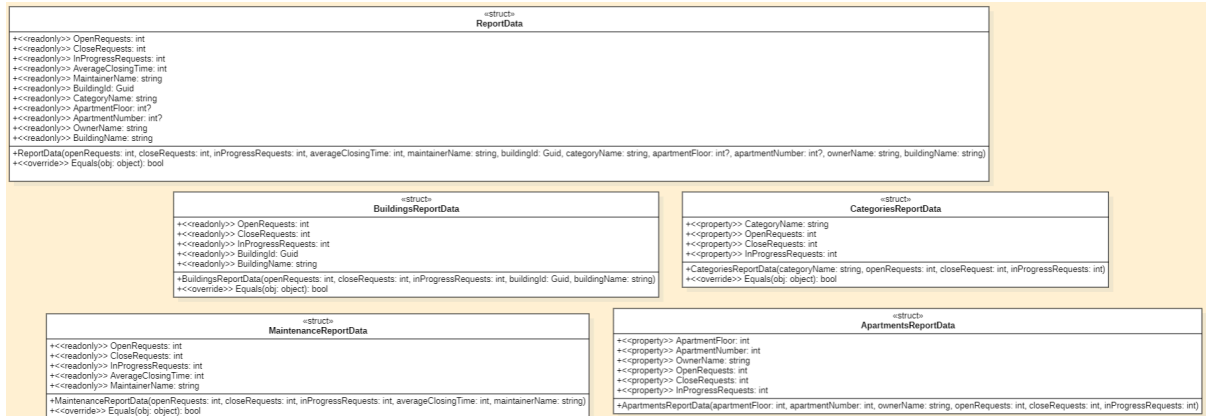 «struct»
ReportData
+<<readonly>> OpenRequests: int
+<<readonly>> CloseRequests: int
+<<readonly>> InProgressRequests: int
+<<readonly>> AverageClosingTime: int
+<<readonly>> MaintainerName: string
+<<readonly>> BuildingId: Guid
+<<readonly>> CategoryName: string
+<<readonly>> ApartmentFloor: int?
+<<readonly>> ApartmentNumber: int?
+<<readonly>> OwnerName: string
+<<readonly>> BuildingName: string
+ReportData(openRequests: int, closeRequests: int, inProgressRequests: int, averageClosingTime: int, maintainerName: string, buildingId: Guid, categoryName: string, apartmentFloor: int?, apartmentNumber: int?, ownerName: string, buildingName: string)
+<<override>> Equals(obj: object): bool
«struct»
BuildingsReportData
+<<readonly>> OpenRequests: int
+<<readonly>> CloseRequests: int
+<<readonly>> InProgressRequests: int
+<<readonly>> BuildingId: Guid
+<<readonly>> BuildingName: string
+BuildingsReportData(openRequests: int, closeRequests: int, inProgressRequests: int, buildingId: Guid, buildingName: string)
+<<override>> Equals(obj: object): bool
«struct»
CategoriesReportData
+<<property>> CategoryName: string
+<<property>> OpenRequests: int
+<<property>> CloseRequests: int
+<<property>> InProgressRequests: int
+CategoriesReportData(categoryName: string, openRequests: int, closeRequest: int, inProgressRequests: int)
+<<override>> Equals(obj: object): bool
«struct»
MaintenanceReportData
+<<readonly>> OpenRequests: int
+<<readonly>> CloseRequests: int
+<<readonly>> InProgressRequests: int
+<<readonly>> AverageClosingTime: int
+<<readonly>> MaintainerName: string
+MaintenanceReportData(openRequests: int, closeRequests: int, inProgressRequests: int, averageClosingTime: int, maintainerName: string)
+<<override>> Equals(obj: object): bool
«struct»
ApartmentsReportData
+<<property>> ApartmentFloor: int
+<<property>> ApartmentNumber: int
+<<property>> OwnerName: string
+<<property>> OpenRequests: int
+<<property>> CloseRequests: int
+<<property>> InProgressRequests: int
+ApartmentsReportData(apartmentFloor: int, apartmentNumber: int, ownerName: string, openRequests: int, closeRequests: int, inProgressRequests: int)